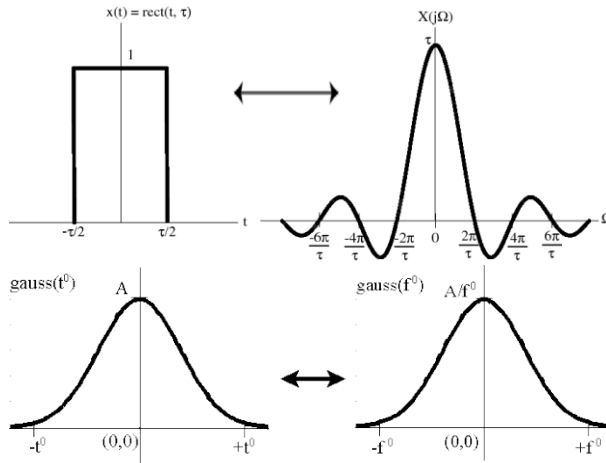 x(t) = rect(t, τ)
1
-τ/2
τ/2
t
X(jΩ)
τ
-6π/τ
-4π/τ
-2π/τ
0
2π/τ
4π/τ
6π/τ
Ω
gauss(t⁰)
A
-t⁰
(0,0)
+t⁰
gauss(f⁰)
A/f⁰
-f⁰
(0,0)
+f⁰